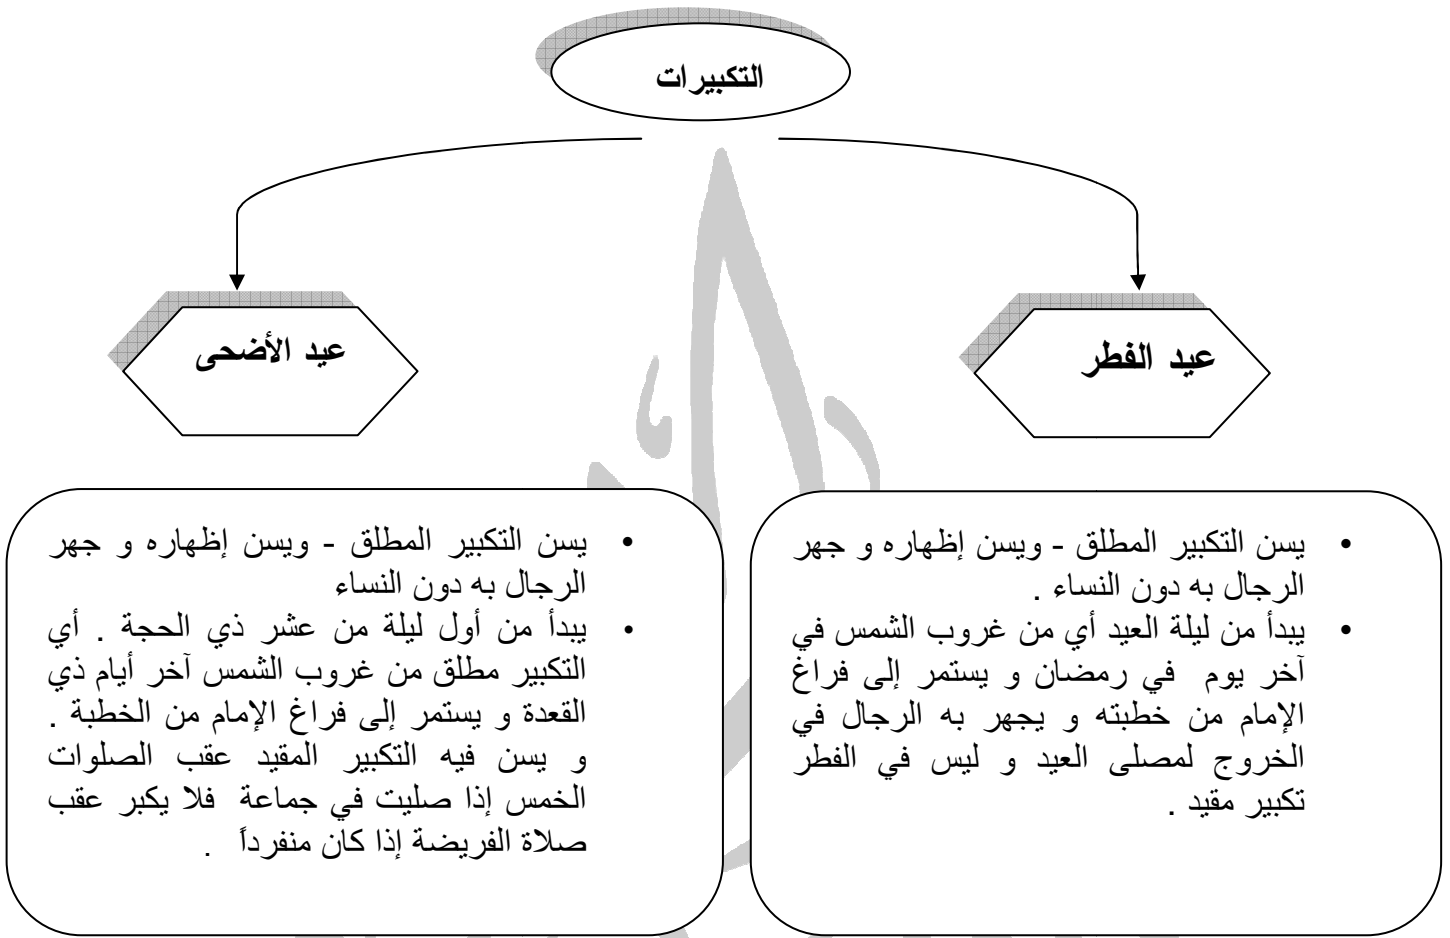 التكبيرات
عيد الفطر
عيد الأضحى
• يسن التكبير المطلق - ويسن إظهاره و جهر
الرجال به دون النساء .
• يبدأ من ليلة العيد أي من غروب الشمس في
آخر يوم في رمضان و يستمر إلى فراغ
الإمام من خطبته و يجهر به الرجال في
الخروج لمصلى العيد و ليس في الفطر
تكبير مقيد .
• يسن التكبير المطلق - ويسن إظهاره و جهر
الرجال به دون النساء
• يبدأ من أول ليلة من عشر ذي الحجة . أي
التكبير مطلق من غروب الشمس آخر أيام ذي
القعدة و يستمر إلى فراغ الإمام من الخطبة .
و يسن فيه التكبير المقيد عقب الصلوات
الخمس إذا صليت في جماعة فلا يكبر عقب
صلاة الفريضة إذا كان منفرداً .